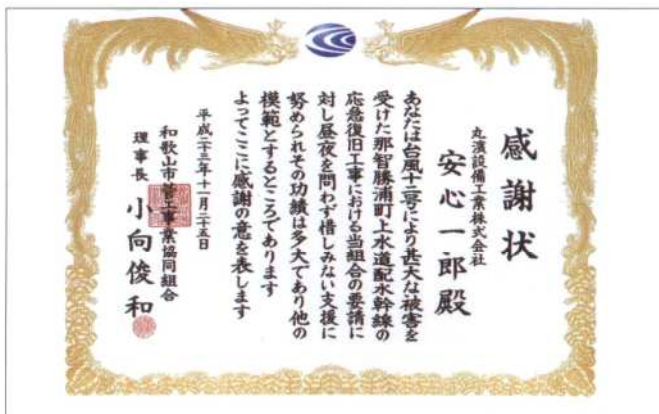 感謝状
丸濱設備工業株式会社
安心一郎殿
あなたは台風十二号により甚大な被害を
受けた那智勝浦町上水道配水幹線の
応急復旧工事における当組合の要請に
対し昼夜を問わず惜しみない支援に
努められその功績は多大であり他の
模範とするところであります
よってここに感謝の意を表します
平成二十三年十一月二十五日
和歌山市管工事業協同組合
理事長 小向俊和